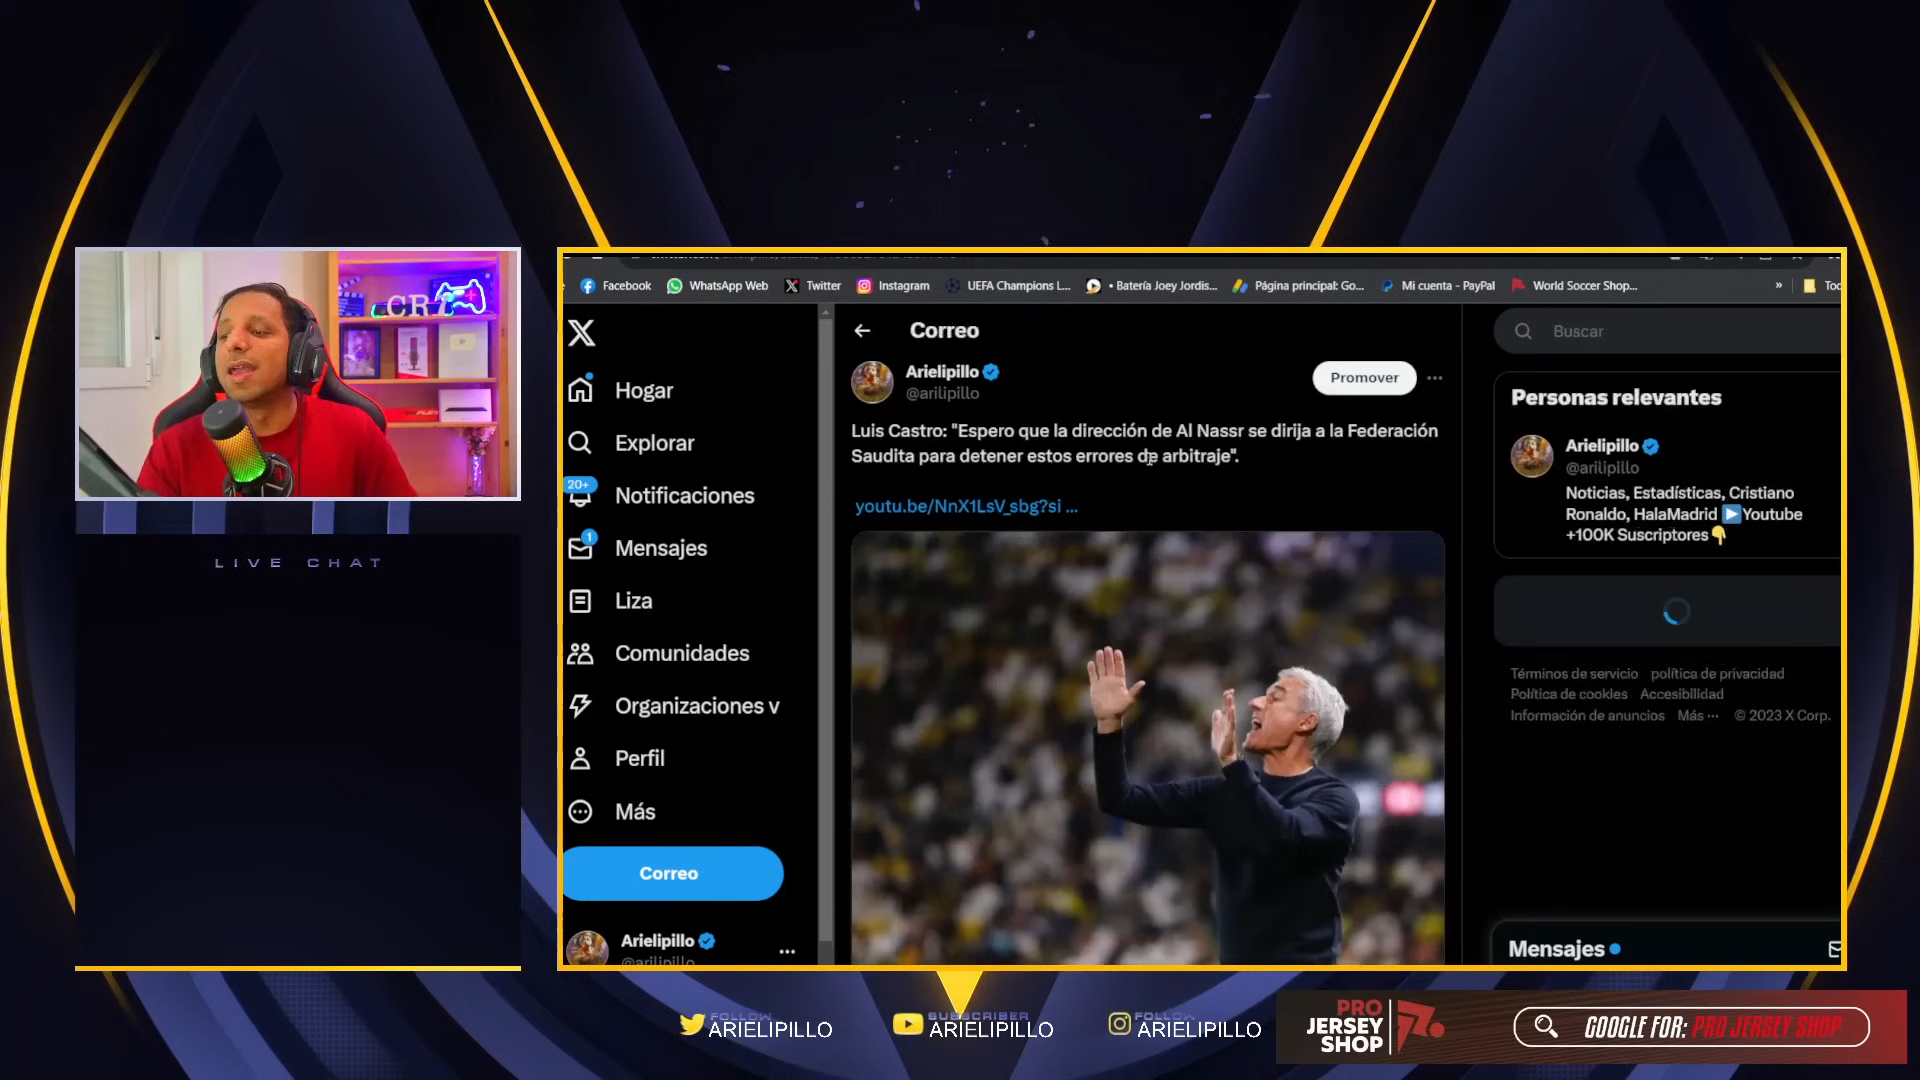 CR7
LIVE CHAT
Facebook
WhatsApp Web
Twitter
Instagram
UEFA Champions L...
• Batería Joey Jordis...
Página principal: Go...
Mi cuenta - PayPal
World Soccer Shop...
»
Hogar
Explorar
20+
Notificaciones
1
Mensajes
Liza
Comunidades
Organizaciones v
Perfil
Más
Correo
Arielipillo
@arilipillo
Correo
Arielipillo
@arilipillo
Promover
Luis Castro: "Espero que la dirección de Al Nassr se dirija a la Federación
Saudita para detener estos errores de arbitraje".
youtu.be/NnX1LsV_sbg?si ...
Buscar
Personas relevantes
Arielipillo
@arilipillo
Noticias, Estadísticas, Cristiano
Ronaldo, HalaMadrid ▶Youtube
+100K Suscriptores👇
Términos de servicio política de privacidad
Política de cookies Accesibilidad
Información de anuncios Más ··· © 2023 X Corp.
Mensajes
FOLLOW
ARIELIPILLO
SUBSCRIBER
ARIELIPILLO
FOLLOW
ARIELIPILLO
PRO
JERSEY
SHOP
GOOGLE FOR: PRO JERSEY SHOP